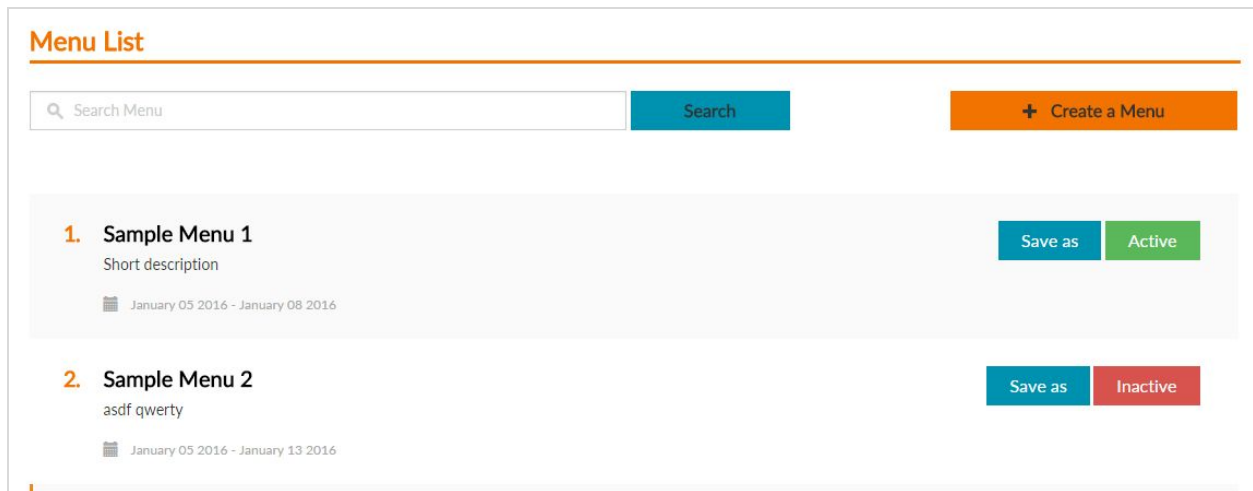 Menu List
Search Menu
Search
+ Create a Menu
1. Sample Menu 1
Short description
January 05 2016 - January 08 2016
Save as
Active
2. Sample Menu 2
asdf qwerty
January 05 2016 - January 13 2016
Save as
Inactive